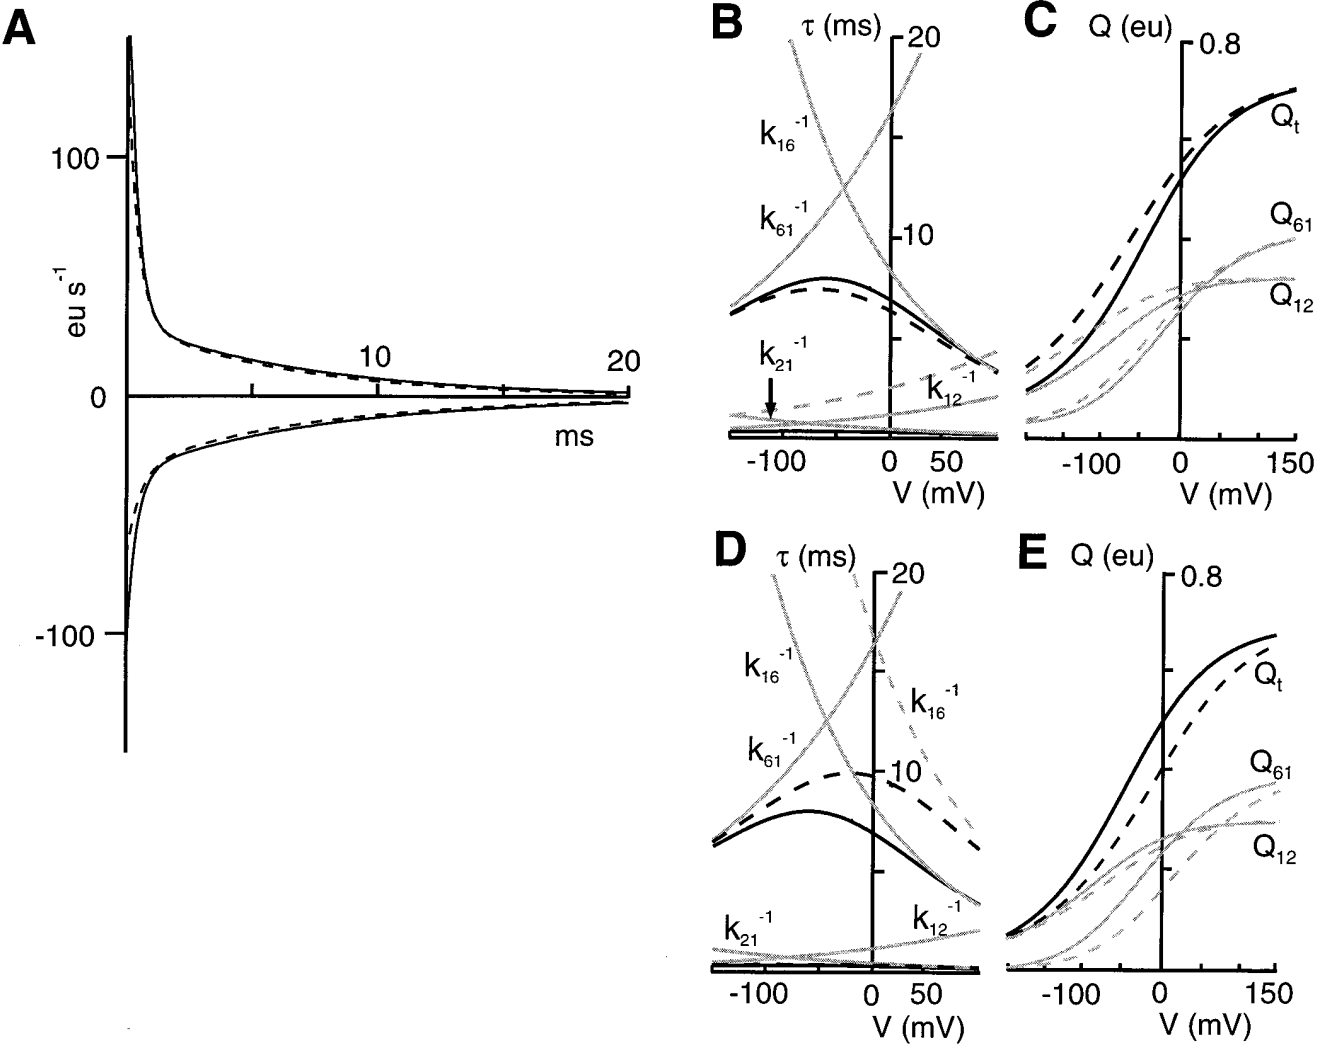 A
100
0
-100
eu s-1
10
20
ms
B
τ (ms)
20
10
k16-1
k61-1
k21-1
k12-1
-100
0
50
V (mV)
C
Q (eu)
0.8
Qt
Q61
Q12
-100
0
150
V (mV)
D
τ (ms)
20
10
k16-1
k16-1
k61-1
k21-1
k12-1
-100
0
50
V (mV)
E
Q (eu)
0.8
Qt
Q61
Q12
-100
0
150
V (mV)